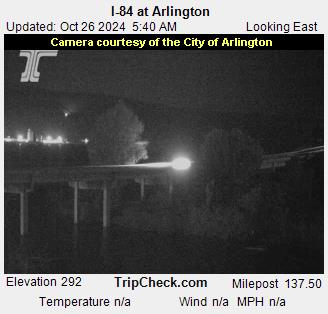 I-84 at Arlington
Updated: Oct 26 2024 5:40 AM Looking East
Camera courtesy of the City of Arlington
Elevation 292 TripCheck.com Milepost 137.50
Temperature n/a Wind n/a MPH n/a